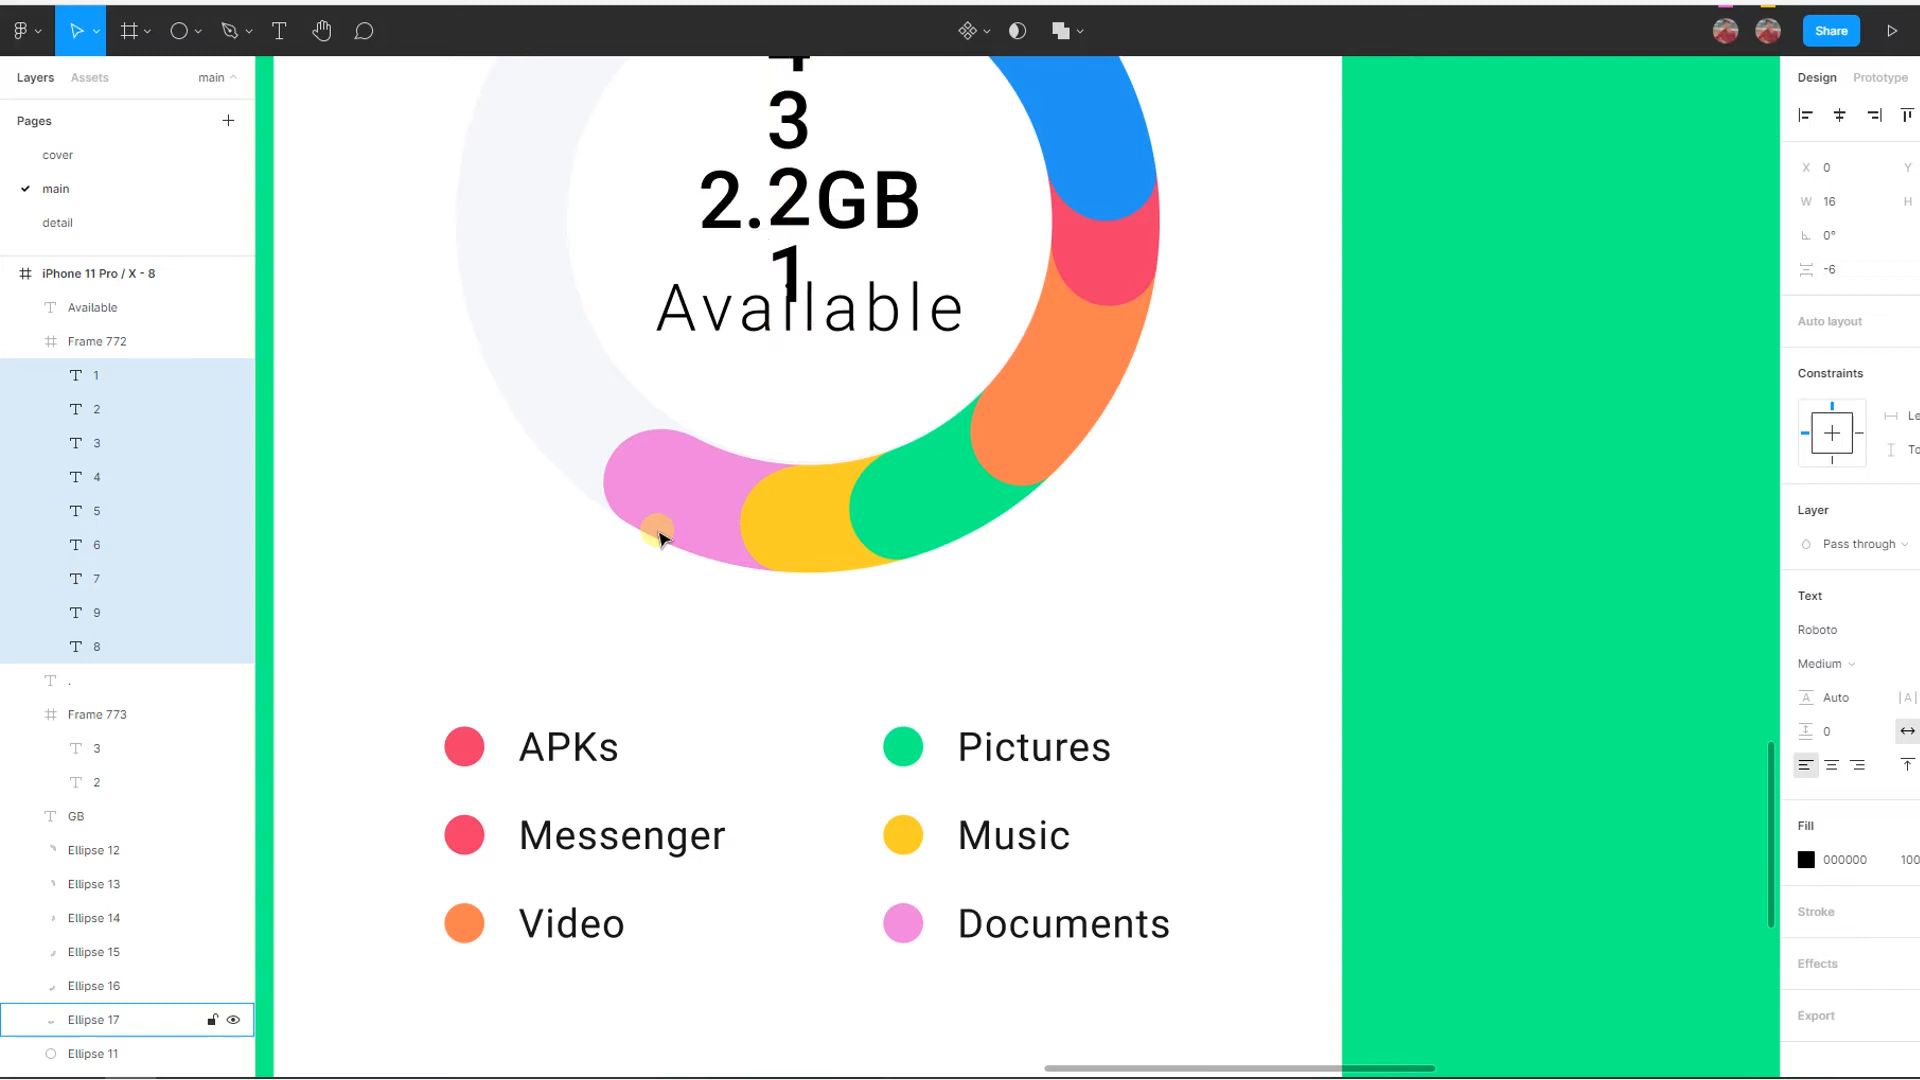 Share
Layers
Assets
main
Design
Prototype
Pages
cover
main
detail
iPhone 11 Pro / X - 8
Available
Frame 772
1
2
3
4
5
6
7
9
8
.
Frame 773
3
2
GB
Ellipse 12
Ellipse 13
Ellipse 14
Ellipse 15
Ellipse 16
Ellipse 17
Ellipse 11
4
3
2.2GB
1
Available
APKs
Pictures
Messenger
Music
Video
Documents
X 0 Y
W 16 H
0°
-6
Auto layout
Constraints
Le
To
Layer
Pass through
Text
Roboto
Medium
Auto
0
Fill
000000 100
Stroke
Effects
Export